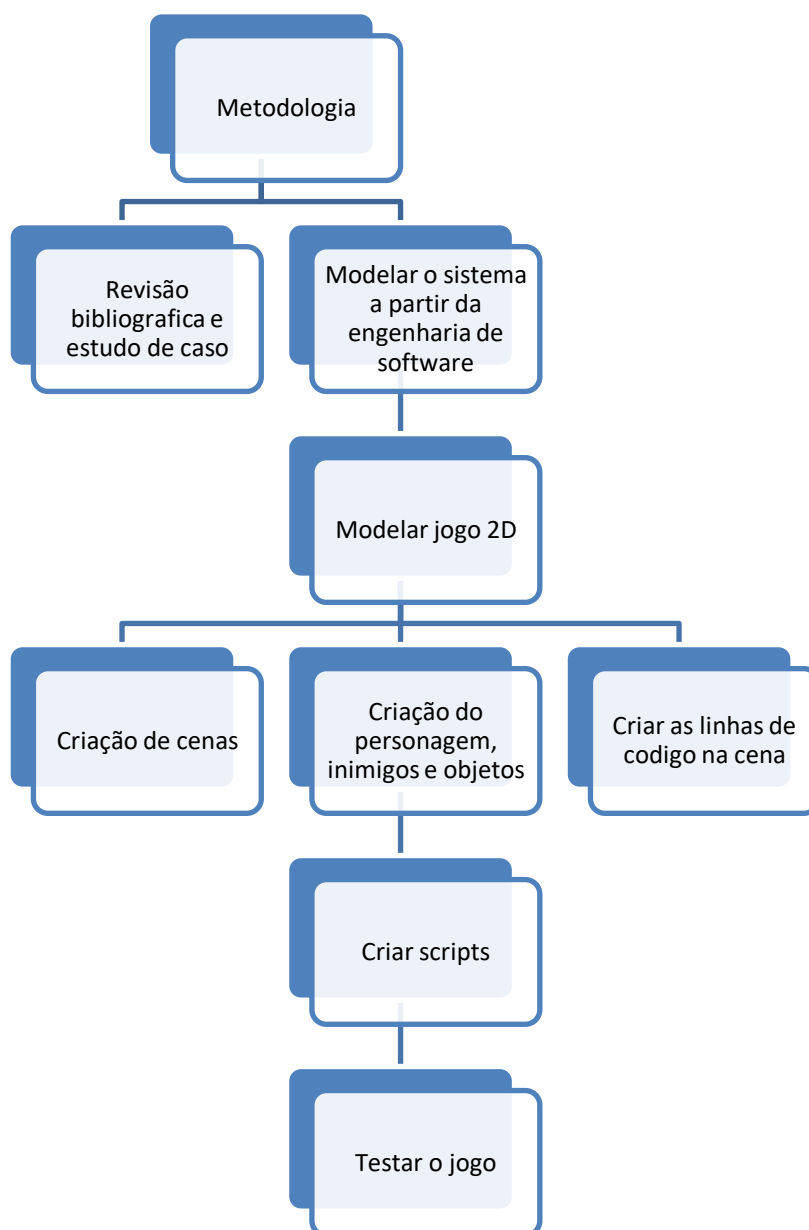 Metodologia
Revisão
bibliografica e
estudo de caso
Modelar o sistema
a partir da
engenharia de
software
Modelar jogo 2D
Criação de cenas
Criação do
personagem,
inimigos e objetos
Criar as linhas de
codigo na cena
Criar scripts
Testar o jogo